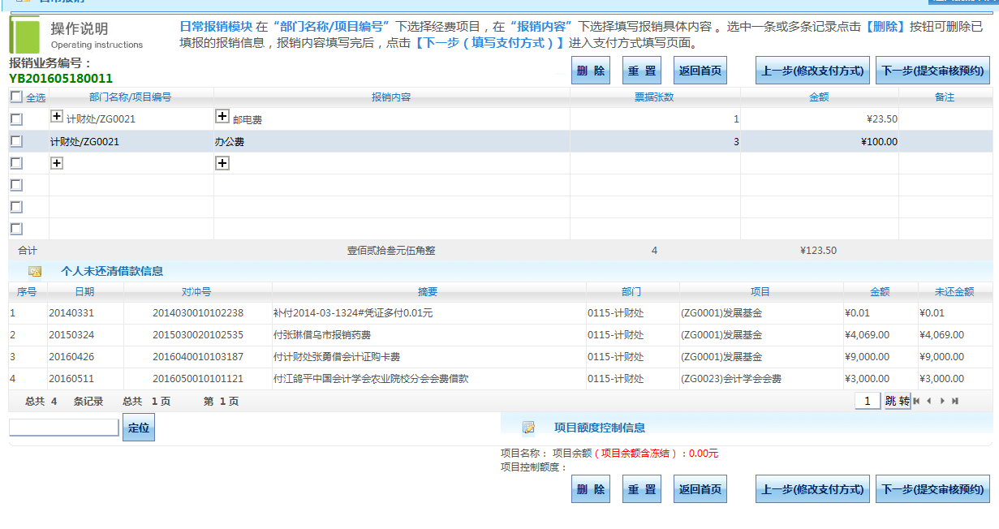 操作说明
Operating instructions
日常报销模块 在“部门名称/项目编号”下选择经费项目，在“报销内容”下选择填写报销具体内容 。选中一条或多条记录点击【删除】按钮可删除已
填报的报销信息，报销内容填写完后，点击【下一步（填写支付方式）】进入支付方式填写页面。
报销业务编号：
YB201605180011
删 除 重 置 返回首页 上一步(修改支付方式) 下一步(提交审核预约)
全选 部门名称/项目编号 报销内容 票据张数 金额 备注
计财处/ZG0021 邮电费 1 ¥23.50
计财处/ZG0021 办公费 3 ¥100.00
合计 壹佰贰拾叁元伍角整 4 ¥123.50
个人未还清借款信息
序号 日期 对冲号 摘要 部门 项目 金额 未还金额
1 20140331 2014030010102238 补付2014-03-1324#凭证多付0.01元 0115-计财处 (ZG0001)发展基金 ¥0.01 ¥0.01
2 20150324 2015030020102535 付张琳借乌市报销药费 0115-计财处 (ZG0001)发展基金 ¥4,069.00 ¥4,069.00
3 20160426 2016040010103187 付计财处张勇借会计证购卡费 0115-计财处 (ZG0001)发展基金 ¥9,000.00 ¥9,000.00
4 20160511 2016050010101121 付江鸽平中国会计学会农业院校分会会费借款 0115-计财处 (ZG0023)会计学会会费 ¥3,000.00 ¥3,000.00
总共 4 条记录 总共 1 页 第 1 页 1 跳 转
定位 项目额度控制信息
项目名称： 项目余额（项目余额含冻结）：0.00元
项目控制额度：
删 除 重 置 返回首页 上一步(修改支付方式) 下一步(提交审核预约)